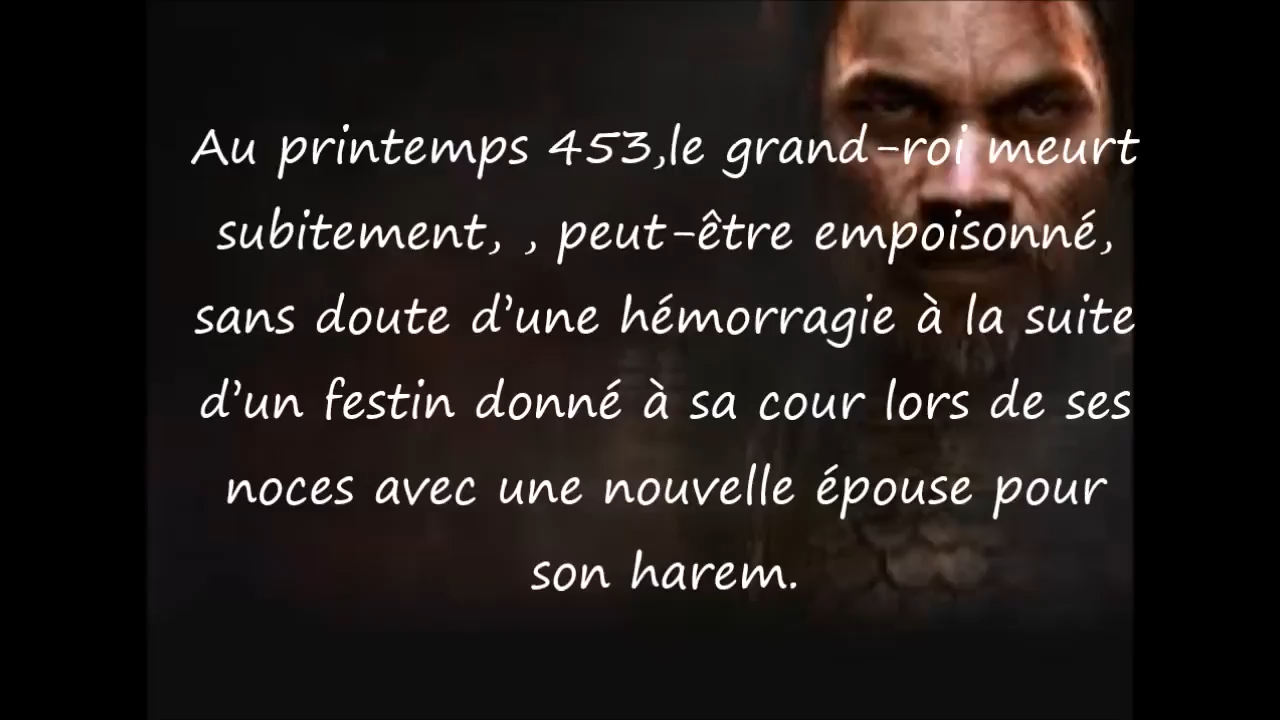 Au printemps 453,le grand-roi meurt
subitement, , peut-être empoisonné,
sans doute d’une hémorragie à la suite
d’un festin donné à sa cour lors de ses
noces avec une nouvelle épouse pour
son harem.